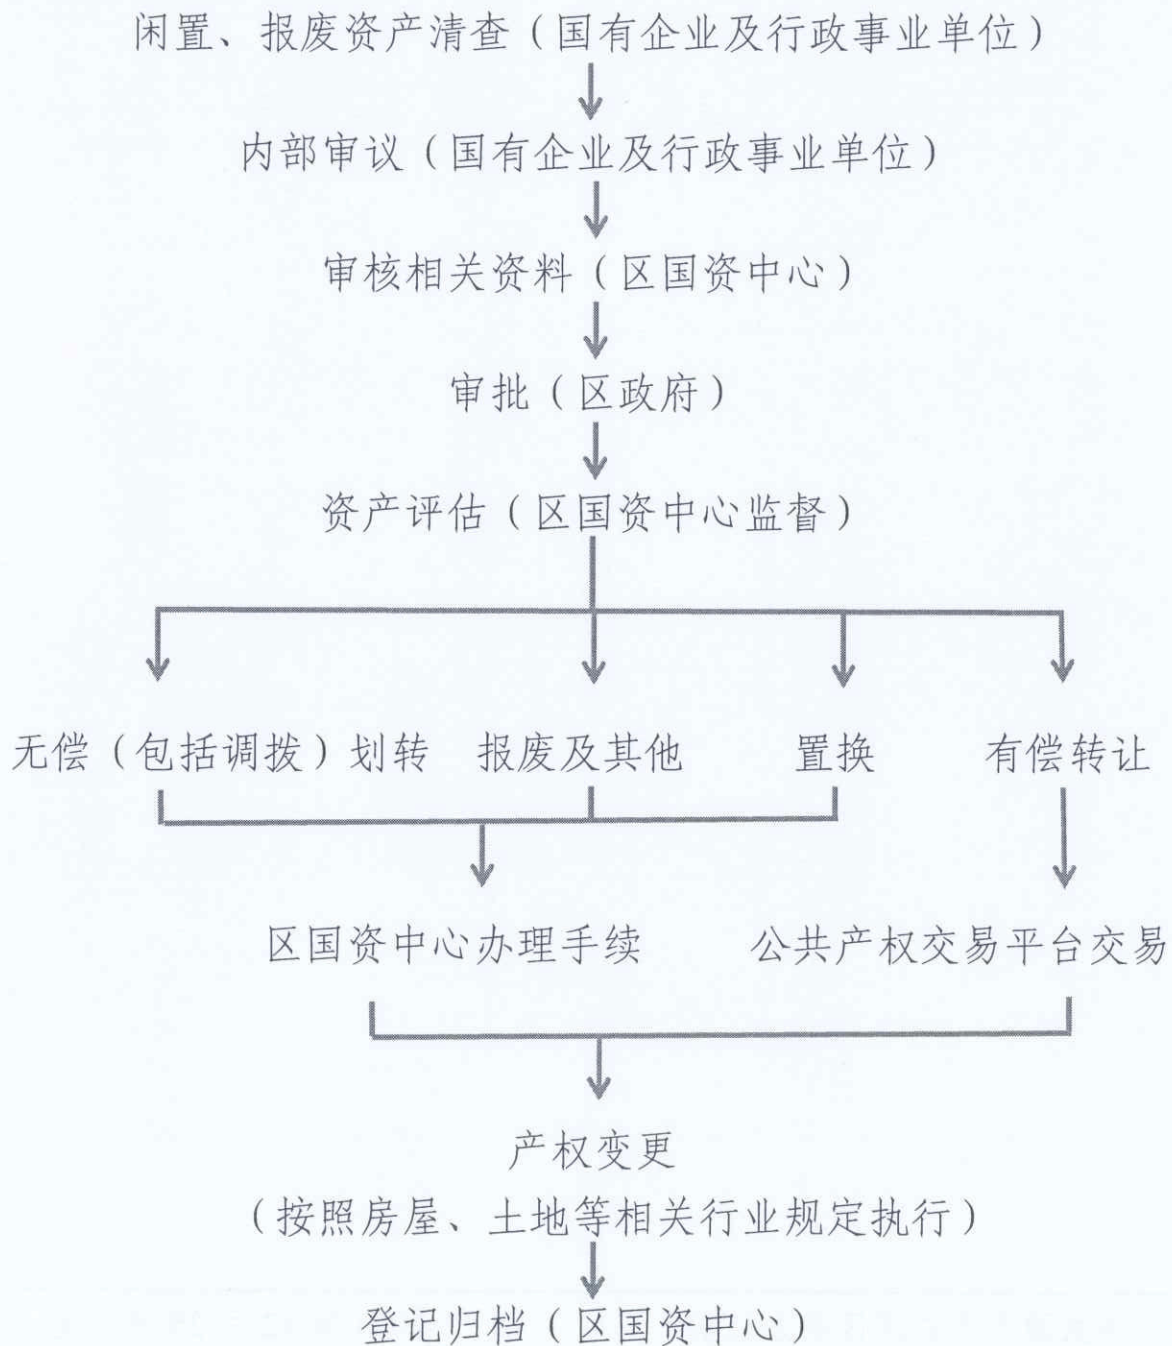 闲置、报废资产清查（国有企业及行政事业单位）
内部审议（国有企业及行政事业单位）
审核相关资料（区国资中心）
审批（区政府）
资产评估（区国资中心监督）
无偿（包括调拨）划转 报废及其他 置换 有偿转让
区国资中心办理手续 公共产权交易平台交易
产权变更
（按照房屋、土地等相关行业规定执行）
登记归档（区国资中心）